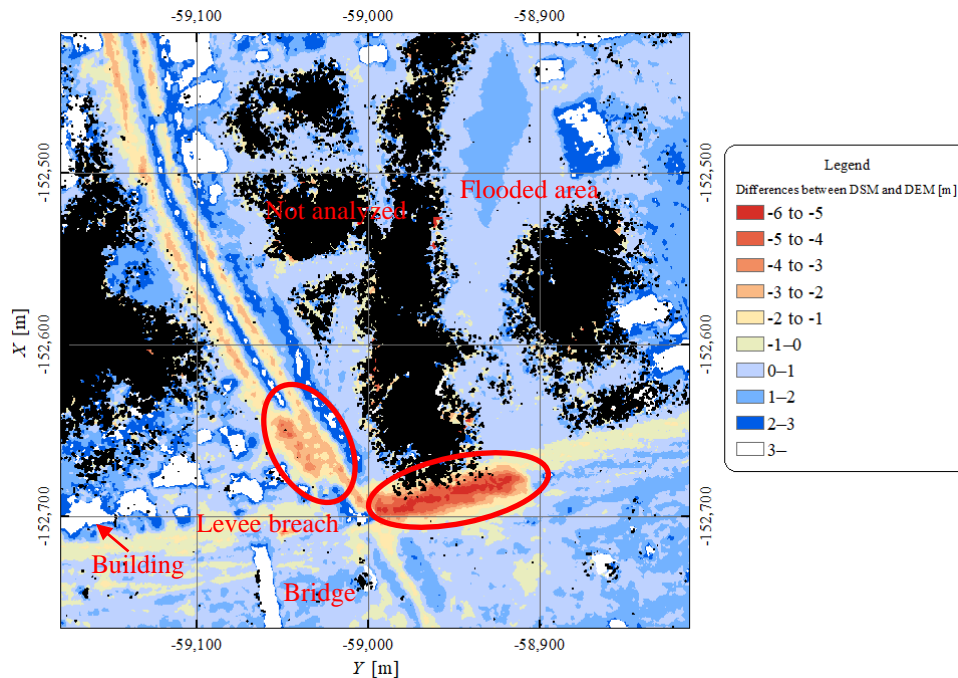 -59,100 -59,000 -58,900
-152,500 -152,500
Flooded area
Not analyzed
X [m]
-152,600 -152,600
-152,700 -152,700
Levee breach
Building
Bridge
-59,100 -59,000 -58,900
Y [m]
Legend
Differences between DSM and DEM [m]
-6 to -5
-5 to -4
-4 to -3
-3 to -2
-2 to -1
-1–0
0–1
1–2
2–3
3–